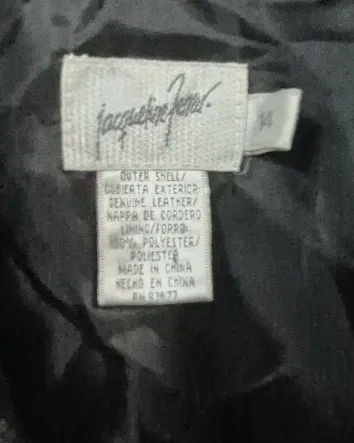 jacqueline Ferrar.
14
OUTER SHELL/
CUBIERTA EXTERIOR:
GENUINE LEATHER/
NAPPA DE CORDERO
LINING/FORRO:
100% POLYESTER/
POLIESTER
MADE IN CHINA
HECHO EN CHINA
RN 93677